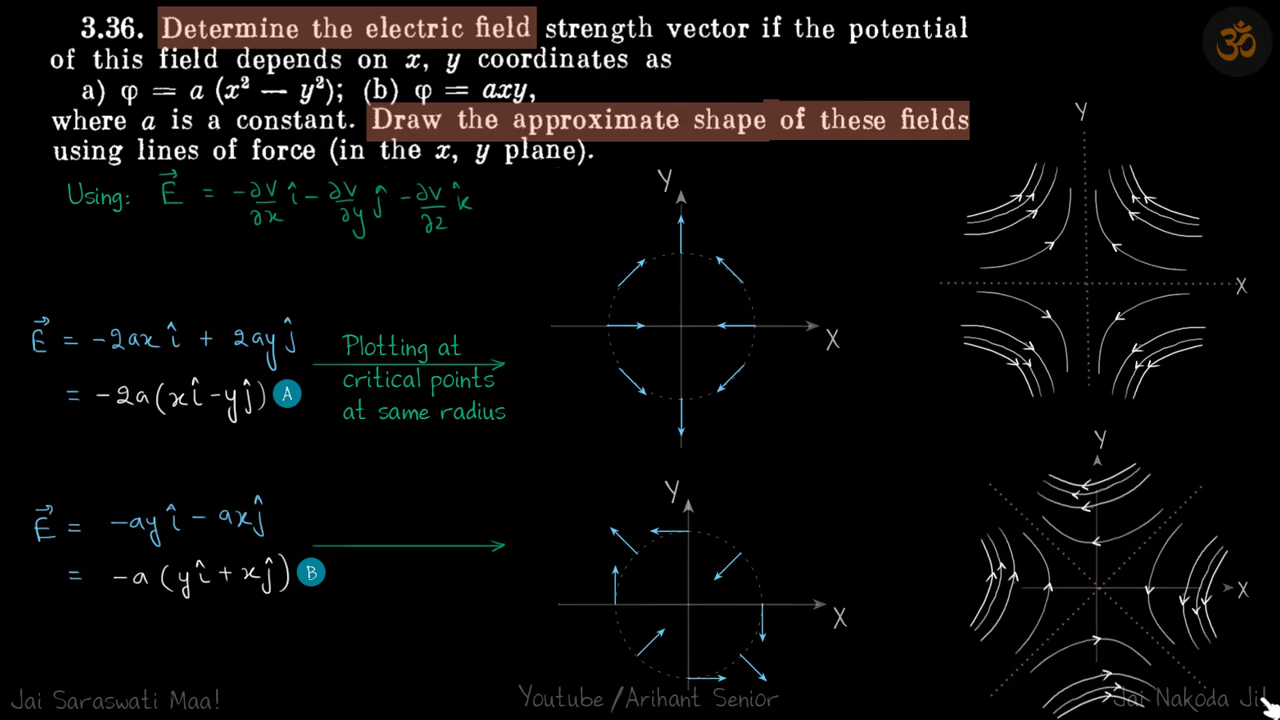 3.36. Determine the electric field strength vector if the potential
of this field depends on x, y coordinates as
a) φ = a (x² — y²); (b) φ = axy,
where a is a constant. Draw the approximate shape of these fields
using lines of force (in the x, y plane).
Using: E⃗ = -∂V/∂x î - ∂V/∂y ĵ - ∂V/∂z k̂
E⃗ = -2ax î + 2ay ĵ
= -2a(xî - yĵ) A
Plotting at
critical points
at same radius
Y
X
Y
X
E⃗ = -ay î - ax ĵ
= -a (yî + xĵ) B
Y
X
Y
X
ॐ
Jai Saraswati Maa!
Youtube /Arihant Senior
Jai Nakoda Ji!